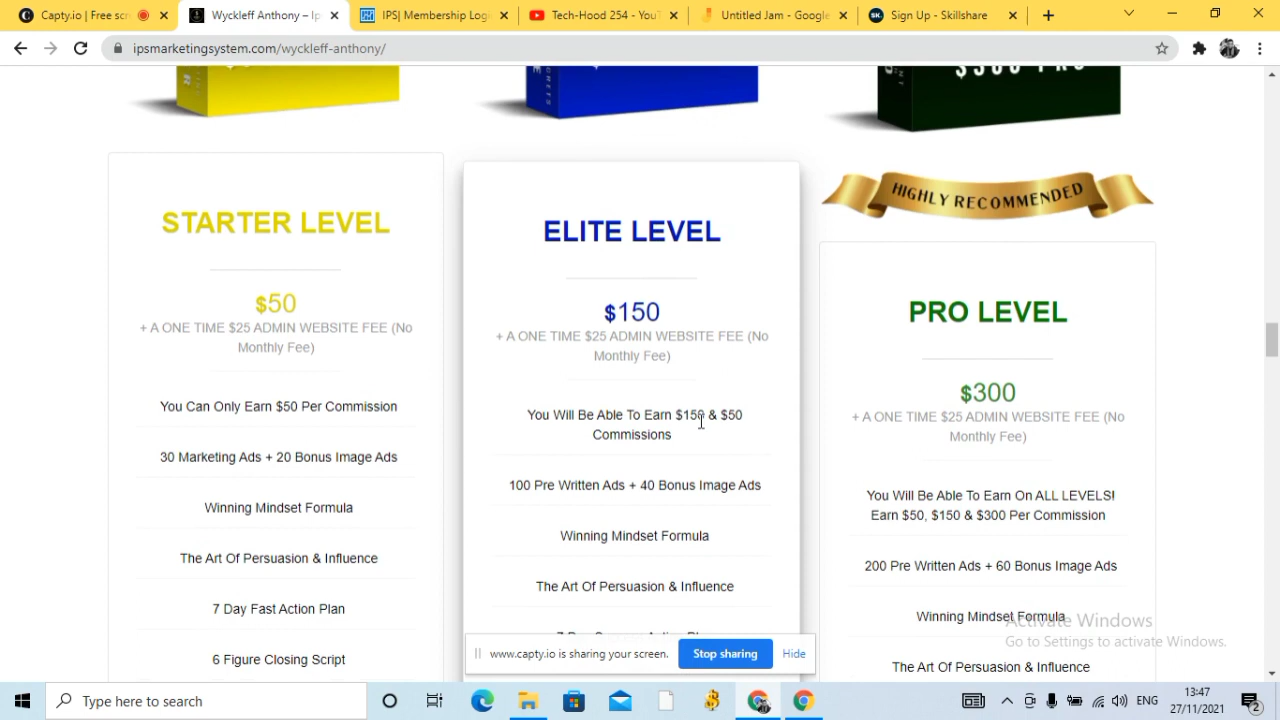 Capty.io | Free scr
Wyckleff Anthony – Ip
IPS| Membership Log
Tech-Hood 254 - YouT
Untitled Jam - Google
Sign Up - Skillshare
ipsmarketingsystem.com/wyckleff-anthony/
$300 PRO
HIGHLY RECOMMENDED
STARTER LEVEL
$50
+ A ONE TIME $25 ADMIN WEBSITE FEE (No
Monthly Fee)
You Can Only Earn $50 Per Commission
30 Marketing Ads + 20 Bonus Image Ads
Winning Mindset Formula
The Art Of Persuasion & Influence
7 Day Fast Action Plan
6 Figure Closing Script
ELITE LEVEL
$150
+ A ONE TIME $25 ADMIN WEBSITE FEE (No
Monthly Fee)
You Will Be Able To Earn $150 & $50
Commissions
100 Pre Written Ads + 40 Bonus Image Ads
Winning Mindset Formula
The Art Of Persuasion & Influence
PRO LEVEL
$300
+ A ONE TIME $25 ADMIN WEBSITE FEE (No
Monthly Fee)
You Will Be Able To Earn On ALL LEVELS!
Earn $50, $150 & $300 Per Commission
200 Pre Written Ads + 60 Bonus Image Ads
Winning Mindset Formula
The Art Of Persuasion & Influence
Activate Windows
Go to Settings to activate Windows.
www.capty.io is sharing your screen.
Stop sharing
Hide
Type here to search
ENG
13:47
27/11/2021
2